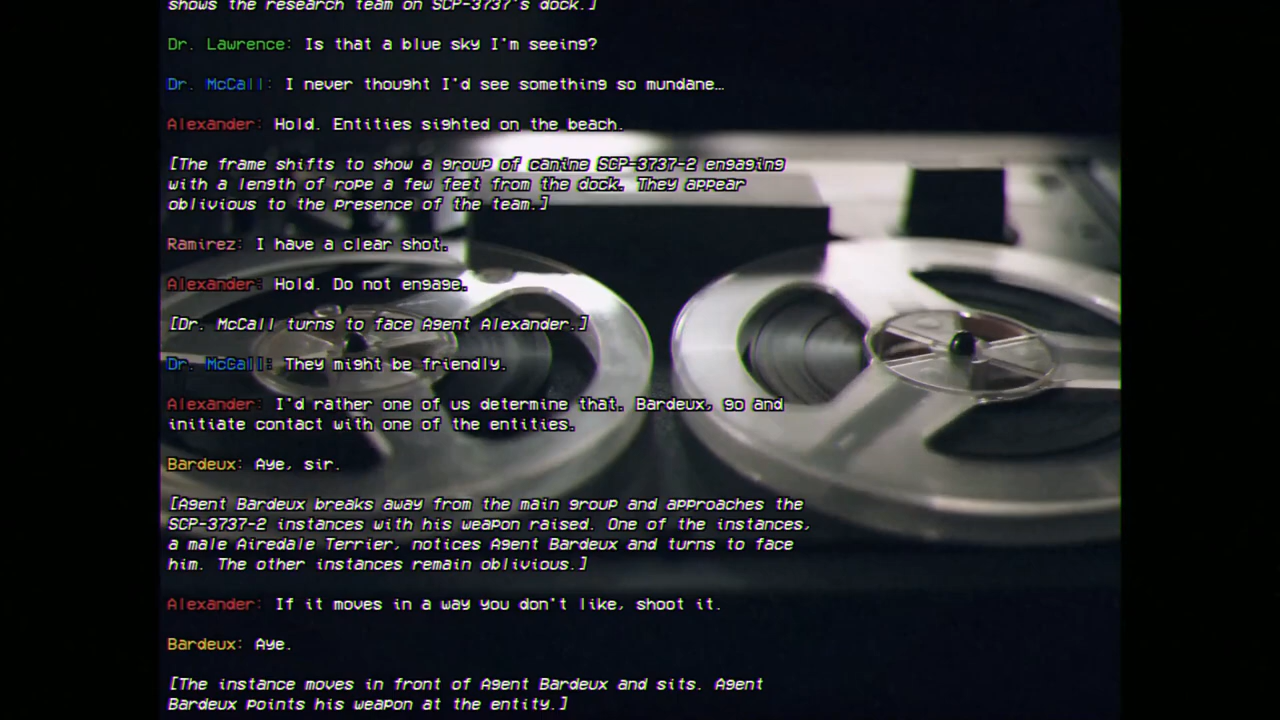 shows the research team on SCP-3737's dock.]
Dr. Lawrence: Is that a blue sky I'm seeing?
Dr. McCall: I never thought I'd see something so mundane…
Alexander: Hold. Entities sighted on the beach.
[The frame shifts to show a group of canine SCP-3737-2 engaging
with a length of rope a few feet from the dock. They appear
oblivious to the presence of the team.]
Ramirez: I have a clear shot.
Alexander: Hold. Do not engage.
[Dr. McCall turns to face Agent Alexander.]
Dr. McCall: They might be friendly.
Alexander: I'd rather one of us determine that. Bardeux, go and
initiate contact with one of the entities.
Bardeux: Aye, sir.
[Agent Bardeux breaks away from the main group and approaches the
SCP-3737-2 instances with his weapon raised. One of the instances,
a male Airedale Terrier, notices Agent Bardeux and turns to face
him. The other instances remain oblivious.]
Alexander: If it moves in a way you don't like, shoot it.
Bardeux: Aye.
[The instance moves in front of Agent Bardeux and sits. Agent
Bardeux points his weapon at the entity.]